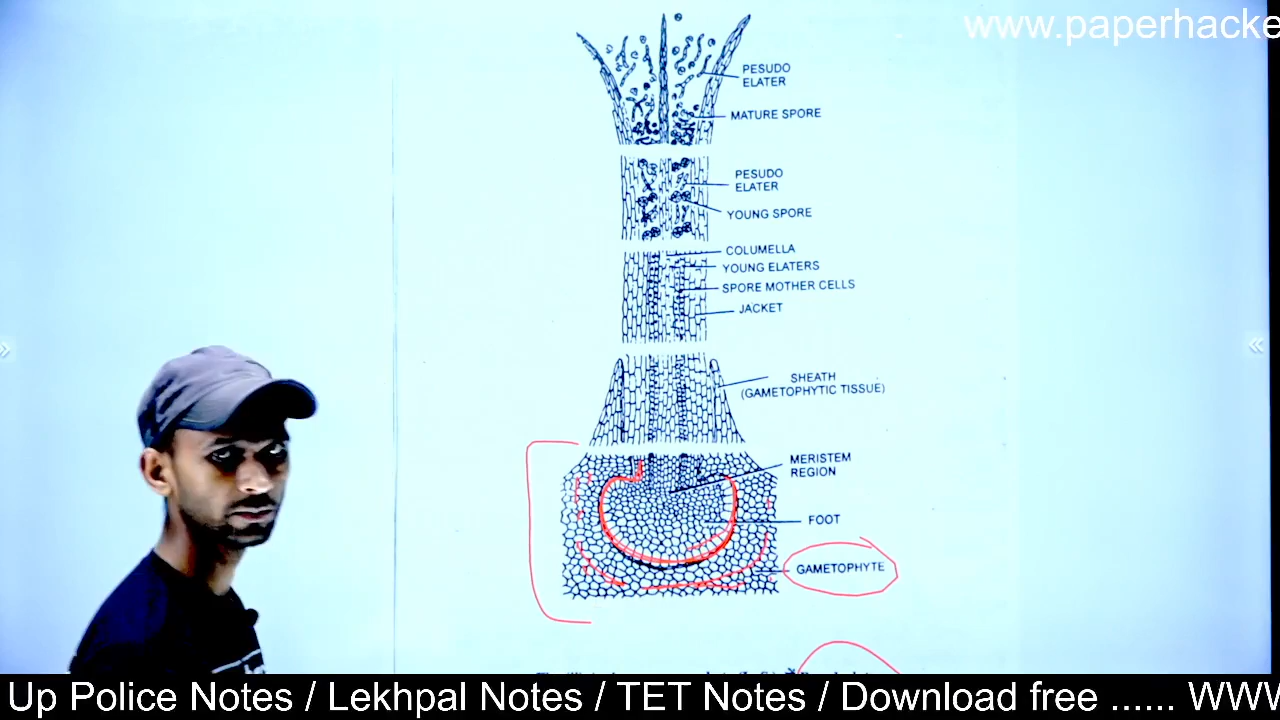 www.paperhacke
PESUDO
ELATER
MATURE SPORE
PESUDO
ELATER
YOUNG SPORE
COLUMELLA
YOUNG ELATERS
SPORE MOTHER CELLS
JACKET
SHEATH
(GAMETOPHYTIC TISSUE)
MERISTEM
REGION
FOOT
GAMETOPHYTE
Up Police Notes / Lekhpal Notes / TET Notes / Download free ...... WWW